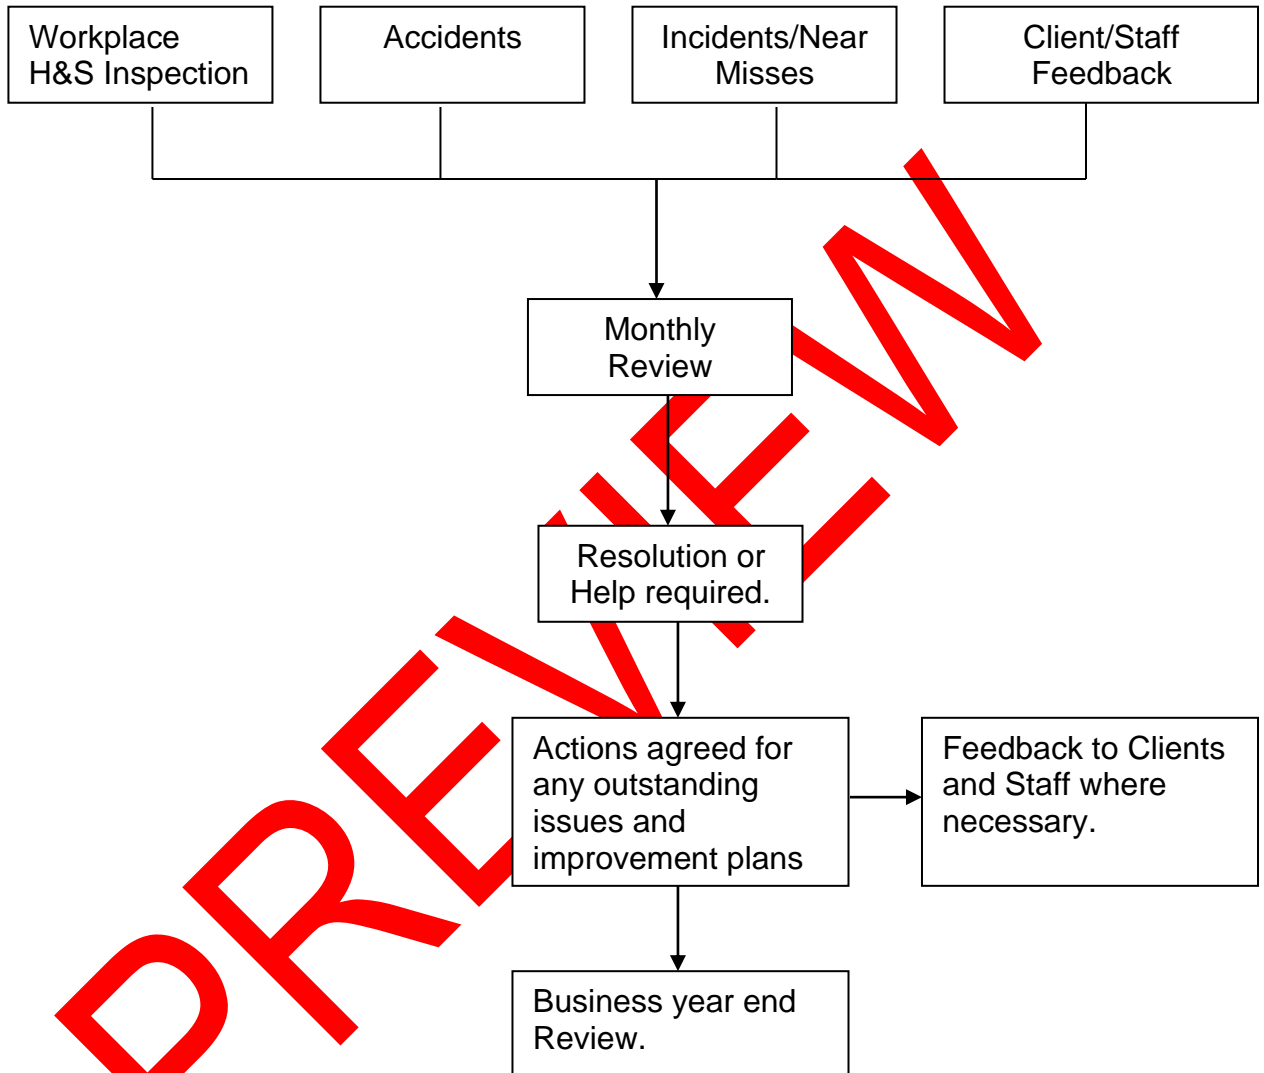 Workplace
H&S Inspection
Accidents
Incidents/Near
Misses
Client/Staff
Feedback
Monthly
Review
Resolution or
Help required.
Actions agreed for
any outstanding
issues and
improvement plans
Feedback to Clients
and Staff where
necessary.
Business year end
Review.
PREVIEW